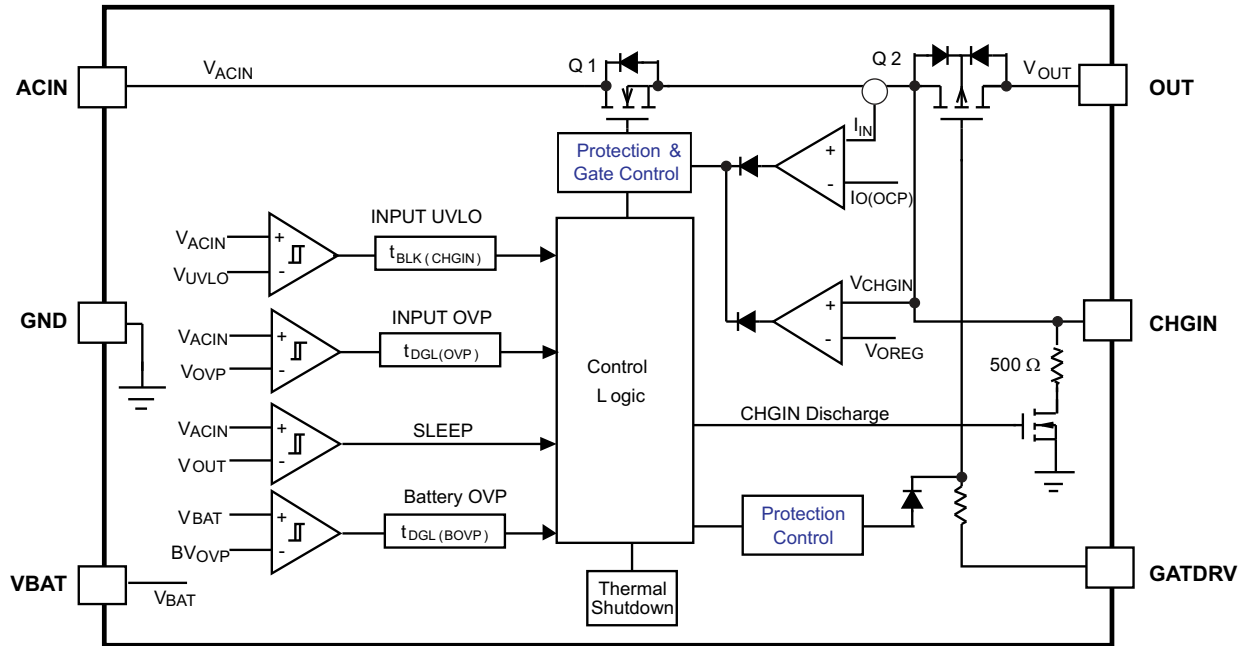 ACIN
VACIN
Q 1
Q 2
VOUT
OUT
Protection &
Gate Control
IIN
+
-
IO(OCP)
INPUT UVLO
VACIN
+
VUVLO
-
tBLK ( CHGIN )
GND
VACIN
+
VOVP
-
INPUT OVP
tDGL(OVP)
VCHGIN
+
-
VOREG
CHGIN
500 Ω
Control
L ogic
VACIN
+
VOUT
-
SLEEP
CHGIN Discharge
Battery OVP
VBAT
+
BVOVP
-
tDGL ( BOVP )
Protection
Control
VBAT
VBAT
Thermal
Shutdown
GATDRV